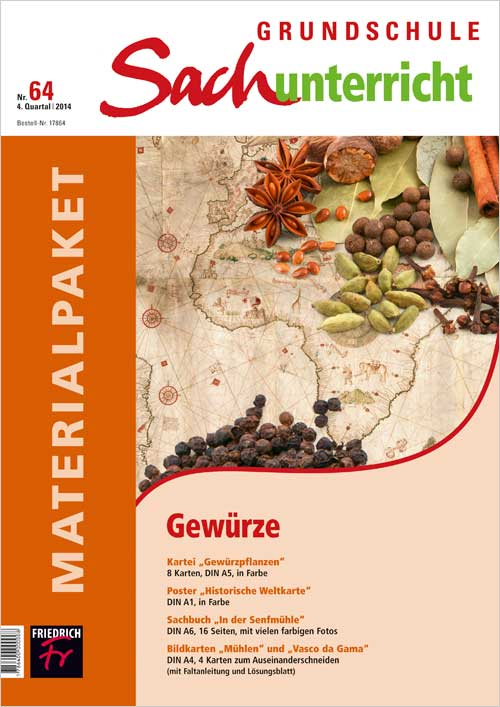 GRUNDSCHULE
Sachunterricht
Nr. 64
4. Quartal | 2014
Bestell-Nr. 17864
MATERIALPAKET
Gewürze
Kartei „Gewürzpflanzen“
8 Karten, DIN A5, in Farbe
Poster „Historische Weltkarte“
DIN A1, in Farbe
Sachbuch „In der Senfmühle“
DIN A6, 16 Seiten, mit vielen farbigen Fotos
Bildkarten „Mühlen“ und „Vasco da Gama“
DIN A4, 4 Karten zum Auseinanderschneiden
(mit Faltanleitung und Lösungsblatt)
FRIEDRICH
Fr